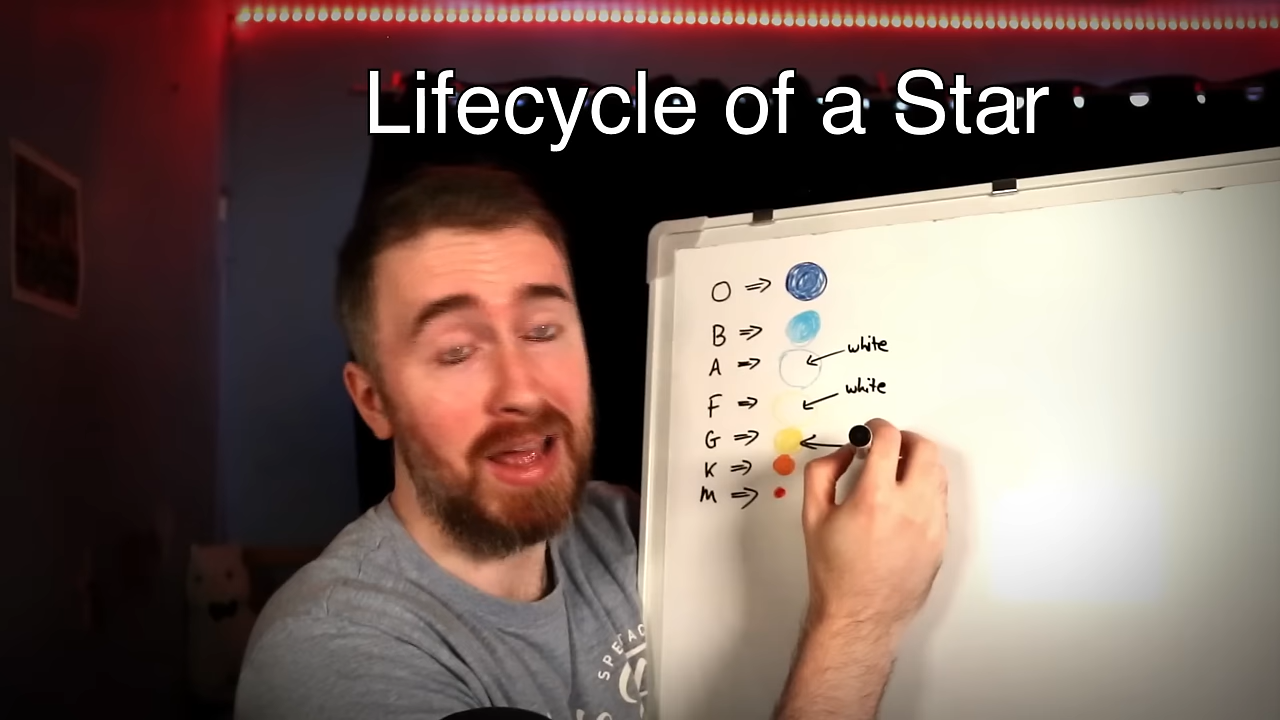 Lifecycle of a Star
O ⇒
B ⇒
white
A ⇒
white
F ⇒
G ⇒
K ⇒
M ⇒